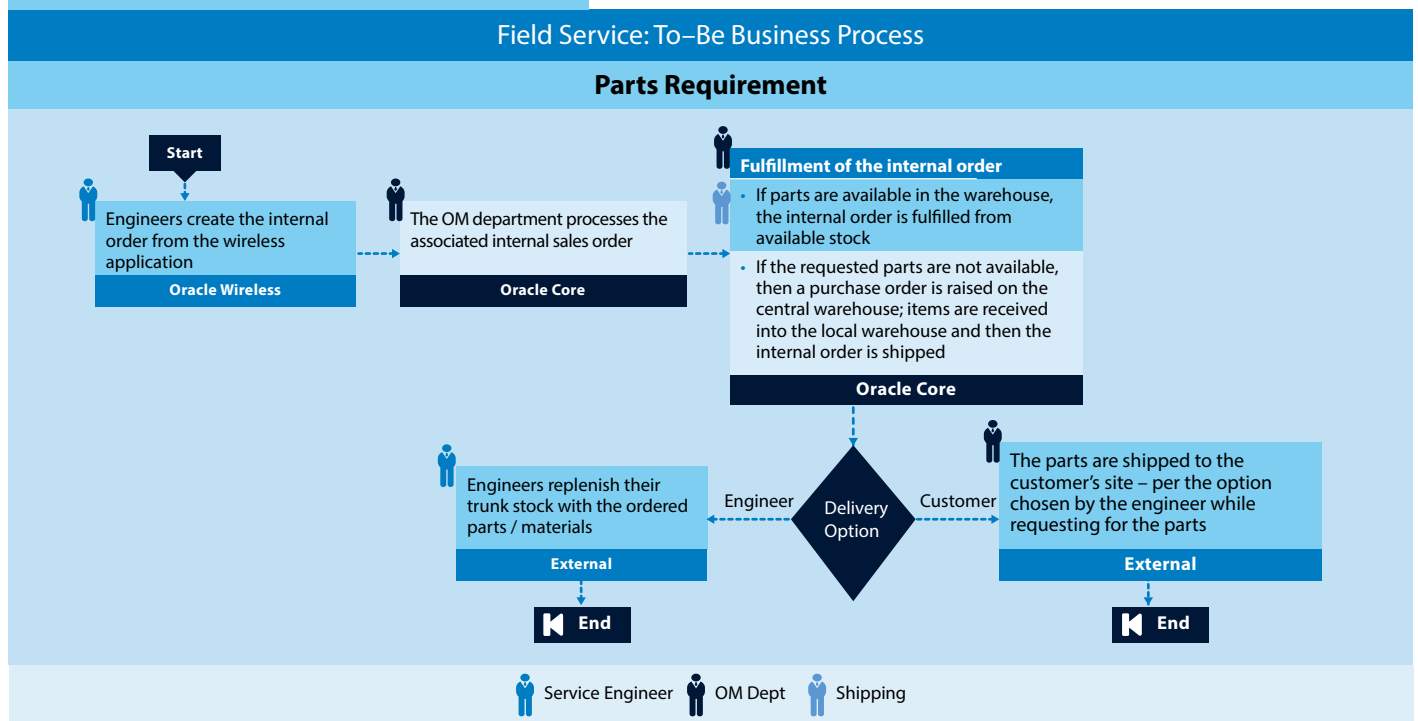 Field Service: To–Be Business Process
Parts Requirement
Start
Engineers create the internal
order from the wireless
application
Oracle Wireless
The OM department processes the
associated internal sales order
Oracle Core
Fulfillment of the internal order
• If parts are available in the warehouse,
the internal order is fulfilled from
available stock
• If the requested parts are not available,
then a purchase order is raised on the
central warehouse; items are received
into the local warehouse and then the
internal order is shipped
Oracle Core
Delivery
Option
Engineer
Engineers replenish their
trunk stock with the ordered
parts / materials
External
End
Customer
The parts are shipped to the
customer’s site – per the option
chosen by the engineer while
requesting for the parts
External
End
Service Engineer
OM Dept
Shipping